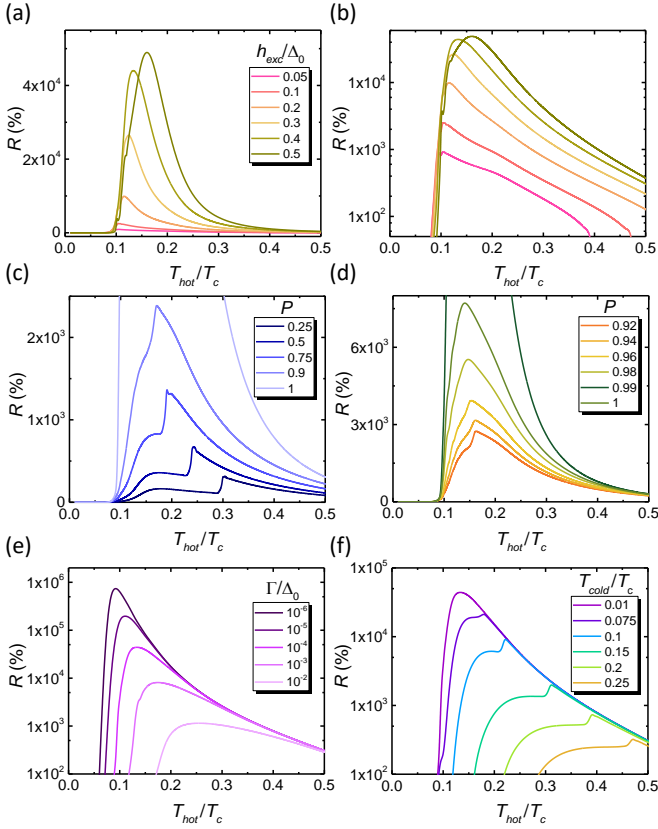 (a)
h_exc/Δ_0
0.05
0.1
0.2
0.3
0.4
0.5
4x10^4
2x10^4
0
R (%)
0.0 0.1 0.2 0.3 0.4 0.5
T_hot/T_c
(b)
1x10^4
1x10^3
1x10^2
R (%)
0.0 0.1 0.2 0.3 0.4 0.5
T_hot/T_c
(c)
P
0.25
0.5
0.75
0.9
1
2x10^3
1x10^3
0
R (%)
0.0 0.1 0.2 0.3 0.4 0.5
T_hot/T_c
(d)
P
0.92
0.94
0.96
0.98
0.99
1
6x10^3
3x10^3
0
R (%)
0.0 0.1 0.2 0.3 0.4 0.5
T_hot/T_c
(e)
Γ/Δ_0
10^-6
10^-5
10^-4
10^-3
10^-2
1x10^6
1x10^5
1x10^4
1x10^3
1x10^2
R (%)
0.0 0.1 0.2 0.3 0.4 0.5
T_hot/T_c
(f)
T_cold/T_c
0.01
0.075
0.1
0.15
0.2
0.25
1x10^5
1x10^4
1x10^3
1x10^2
R (%)
0.0 0.1 0.2 0.3 0.4 0.5
T_hot/T_c